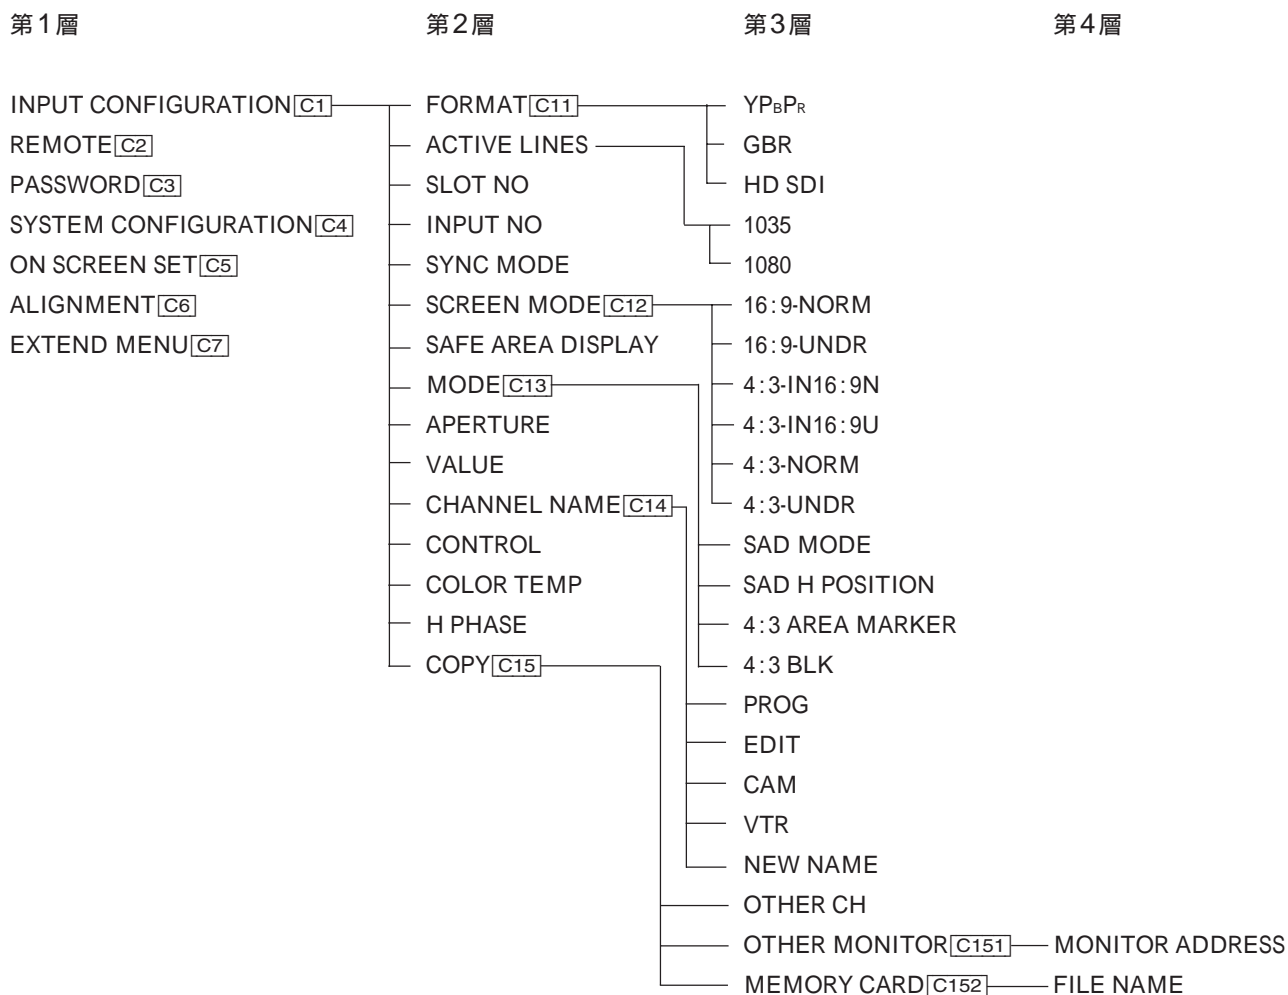 第1層 第2層 第3層 第4層
INPUT CONFIGURATION C1 FORMAT C11 YPBPR
REMOTE C2 ACTIVE LINES GBR
PASSWORD C3 SLOT NO HD SDI
SYSTEM CONFIGURATION C4 INPUT NO 1035
ON SCREEN SET C5 SYNC MODE 1080
ALIGNMENT C6 SCREEN MODE C12 16:9-NORM
EXTEND MENU C7 SAFE AREA DISPLAY 16:9-UNDR
MODE C13 4:3-IN16:9N
APERTURE 4:3-IN16:9U
VALUE 4:3-NORM
CHANNEL NAME C14 4:3-UNDR
CONTROL SAD MODE
COLOR TEMP SAD H POSITION
H PHASE 4:3 AREA MARKER
COPY C15 4:3 BLK
PROG
EDIT
CAM
VTR
NEW NAME
OTHER CH
OTHER MONITOR C151 MONITOR ADDRESS
MEMORY CARD C152 FILE NAME